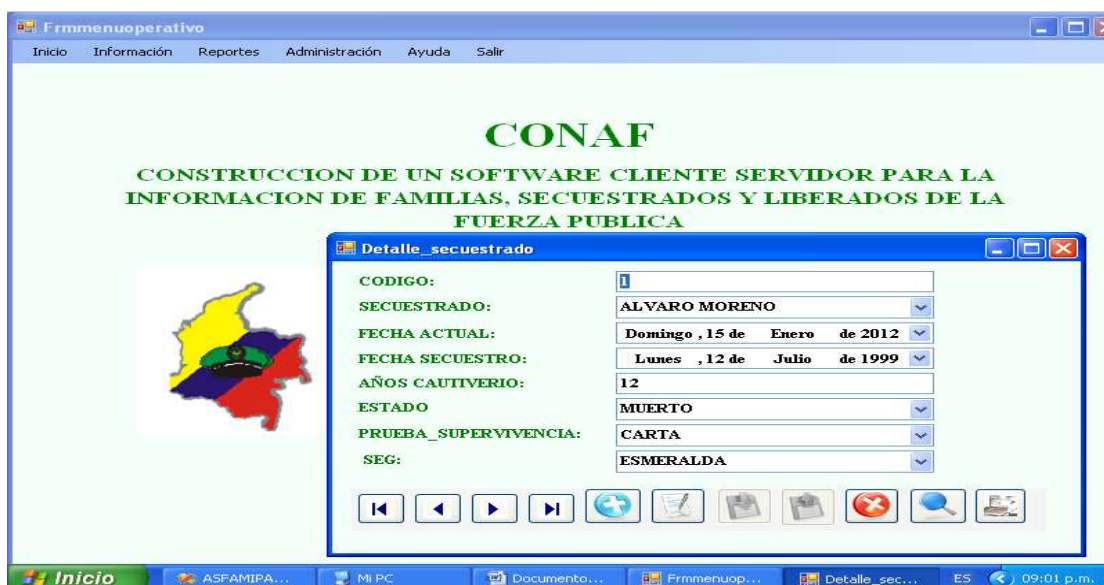 Frmmenuoperativo
Inicio Información Reportes Administración Ayuda Salir
CONAF
CONSTRUCCION DE UN SOFTWARE CLIENTE SERVIDOR PARA LA
INFORMACION DE FAMILIAS, SECUESTRADOS Y LIBERADOS DE LA
FUERZA PUBLICA
Detalle_secuestrado
CODIGO: 1
SECUESTRADO: ALVARO MORENO
FECHA ACTUAL: Domingo , 15 de Enero de 2012
FECHA SECUESTRO: Lunes , 12 de Julio de 1999
AÑOS CAUTIVERIO: 12
ESTADO MUERTO
PRUEBA_SUPERVIVENCIA: CARTA
SEG: ESMERALDA
Inicio ASFAMIPA... Mi PC Documento... Frmmenuop... Detalle_sec... ES 09:01 p.m.